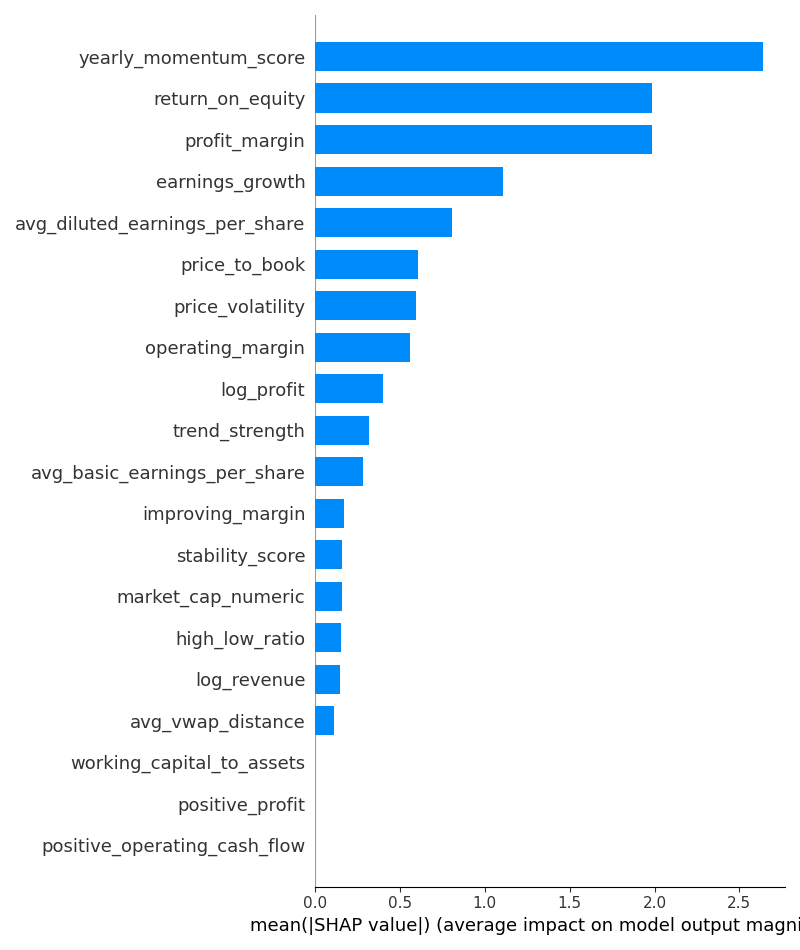 yearly_momentum_score
return_on_equity
profit_margin
earnings_growth
avg_diluted_earnings_per_share
price_to_book
price_volatility
operating_margin
log_profit
trend_strength
avg_basic_earnings_per_share
improving_margin
stability_score
market_cap_numeric
high_low_ratio
log_revenue
avg_vwap_distance
working_capital_to_assets
positive_profit
positive_operating_cash_flow
0.0 0.5 1.0 1.5 2.0 2.5
mean(|SHAP value|) (average impact on model output magni